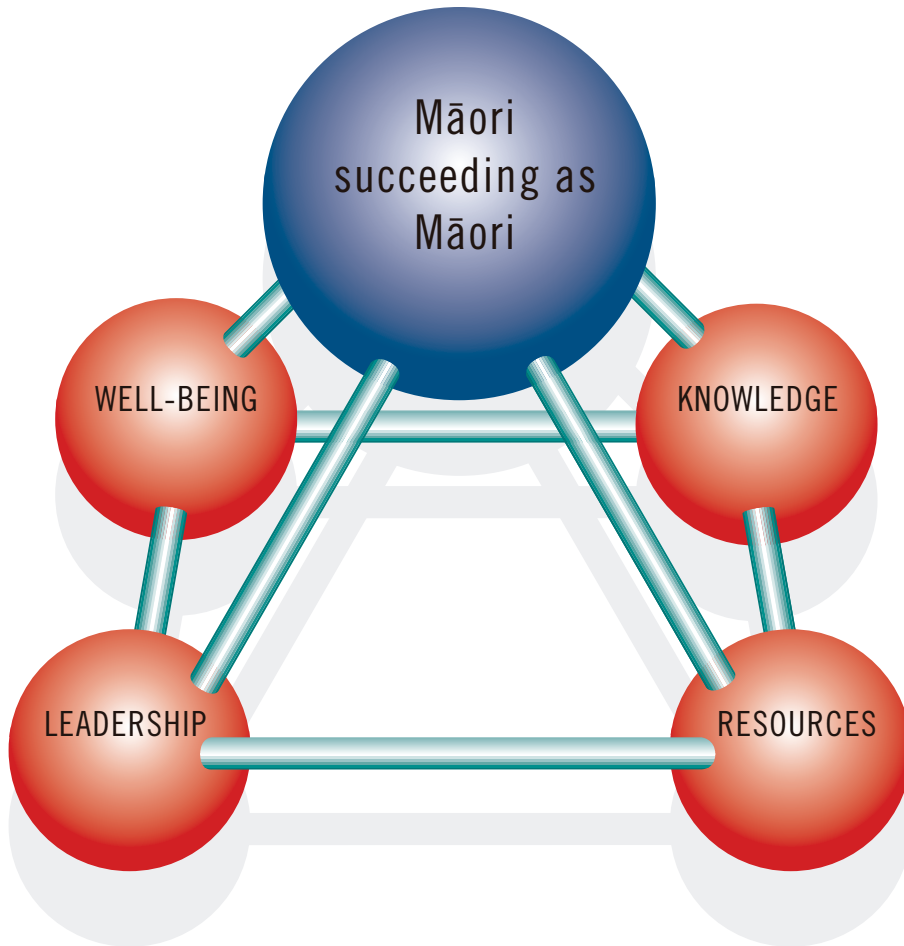 Māori
succeeding as
Māori
WELL-BEING
KNOWLEDGE
LEADERSHIP
RESOURCES